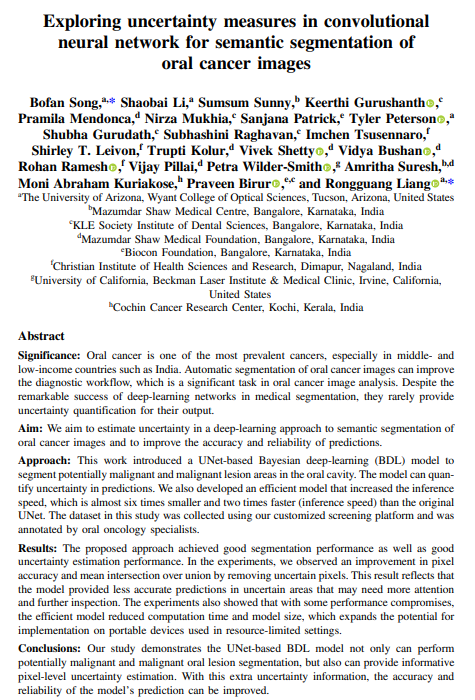 Exploring uncertainty measures in convolutional
neural network for semantic segmentation of
oral cancer images
Bofan Song,a,* Shaobai Li,a Sumsum Sunny,b Keerthi Gurushanth,c
Pramila Mendonca,d Nirza Mukhia,c Sanjana Patrick,e Tyler Peterson,a
Shubha Gurudath,c Subhashini Raghavan,c Imchen Tsusennaro,f
Shirley T. Leivon,f Trupti Kolur,d Vivek Shetty,d Vidya Bushan,d
Rohan Ramesh,f Vijay Pillai,d Petra Wilder-Smith,g Amritha Suresh,b,d
Moni Abraham Kuriakose,h Praveen Birur,e,c and Rongguang Lianga,*
aThe University of Arizona, Wyant College of Optical Sciences, Tucson, Arizona, United States
bMazumdar Shaw Medical Centre, Bangalore, Karnataka, India
cKLE Society Institute of Dental Sciences, Bangalore, Karnataka, India
dMazumdar Shaw Medical Foundation, Bangalore, Karnataka, India
eBiocon Foundation, Bangalore, Karnataka, India
fChristian Institute of Health Sciences and Research, Dimapur, Nagaland, India
gUniversity of California, Beckman Laser Institute & Medical Clinic, Irvine, California,
United States
hCochin Cancer Research Center, Kochi, Kerala, India
Abstract
Significance: Oral cancer is one of the most prevalent cancers, especially in middle- and
low-income countries such as India. Automatic segmentation of oral cancer images can improve
the diagnostic workflow, which is a significant task in oral cancer image analysis. Despite the
remarkable success of deep-learning networks in medical segmentation, they rarely provide
uncertainty quantification for their output.
Aim: We aim to estimate uncertainty in a deep-learning approach to semantic segmentation of
oral cancer images and to improve the accuracy and reliability of predictions.
Approach: This work introduced a UNet-based Bayesian deep-learning (BDL) model to
segment potentially malignant and malignant lesion areas in the oral cavity. The model can quan-
tify uncertainty in predictions. We also developed an efficient model that increased the inference
speed, which is almost six times smaller and two times faster (inference speed) than the original
UNet. The dataset in this study was collected using our customized screening platform and was
annotated by oral oncology specialists.
Results: The proposed approach achieved good segmentation performance as well as good
uncertainty estimation performance. In the experiments, we observed an improvement in pixel
accuracy and mean intersection over union by removing uncertain pixels. This result reflects that
the model provided less accurate predictions in uncertain areas that may need more attention
and further inspection. The experiments also showed that with some performance compromises,
the efficient model reduced computation time and model size, which expands the potential for
implementation on portable devices used in resource-limited settings.
Conclusions: Our study demonstrates the UNet-based BDL model not only can perform
potentially malignant and malignant oral lesion segmentation, but also can provide informative
pixel-level uncertainty estimation. With this extra uncertainty information, the accuracy and
reliability of the model's prediction can be improved.